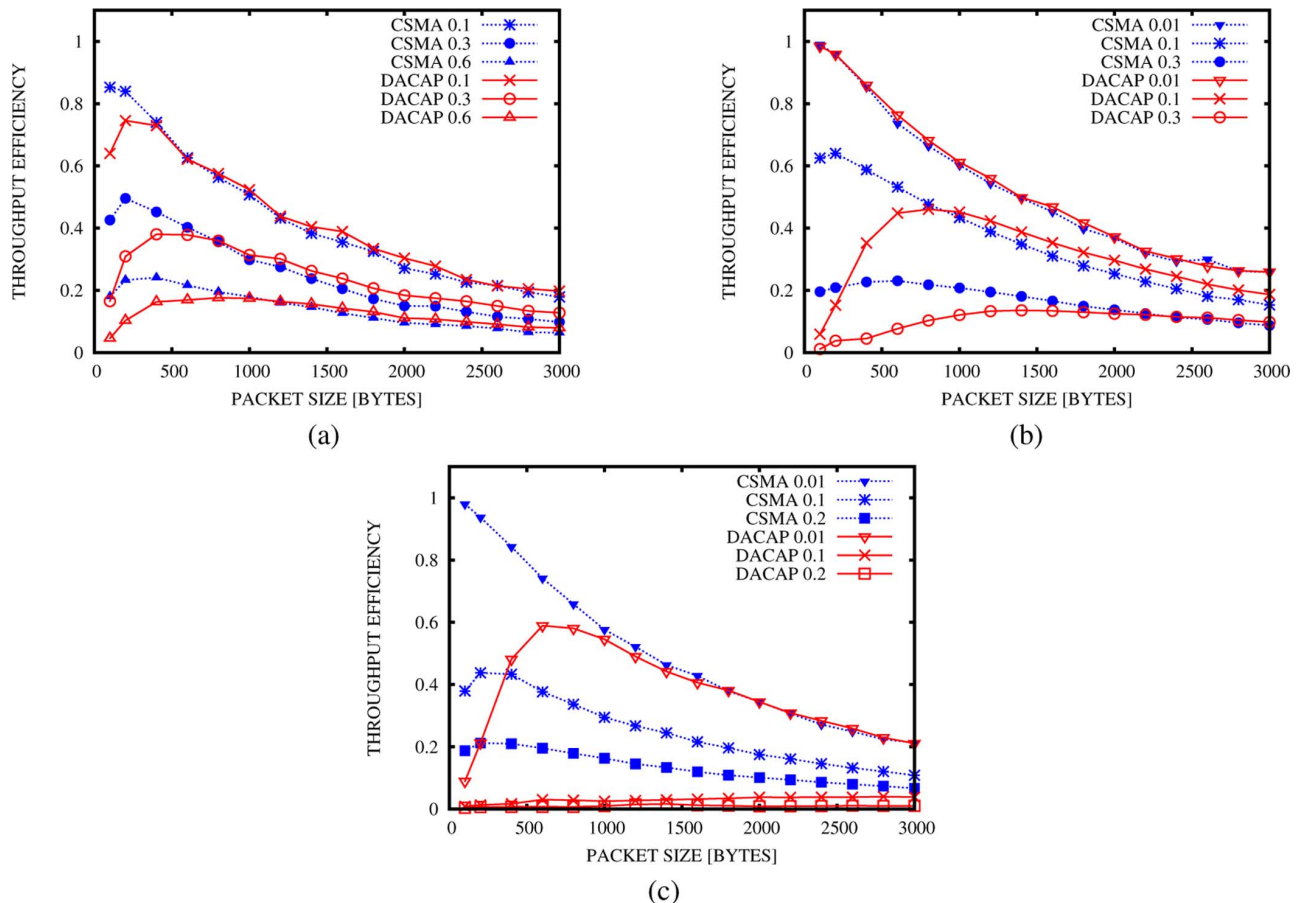 CSMA 0.1
CSMA 0.3
CSMA 0.6
DACAP 0.1
DACAP 0.3
DACAP 0.6
THROUGHPUT EFFICIENCY
1
0.8
0.6
0.4
0.2
0
0 500 1000 1500 2000 2500 3000
PACKET SIZE [BYTES]
(a)
CSMA 0.01
CSMA 0.1
CSMA 0.3
DACAP 0.01
DACAP 0.1
DACAP 0.3
THROUGHPUT EFFICIENCY
1
0.8
0.6
0.4
0.2
0
0 500 1000 1500 2000 2500 3000
PACKET SIZE [BYTES]
(b)
CSMA 0.01
CSMA 0.1
CSMA 0.2
DACAP 0.01
DACAP 0.1
DACAP 0.2
THROUGHPUT EFFICIENCY
1
0.8
0.6
0.4
0.2
0
0 500 1000 1500 2000 2500 3000
PACKET SIZE [BYTES]
(c)